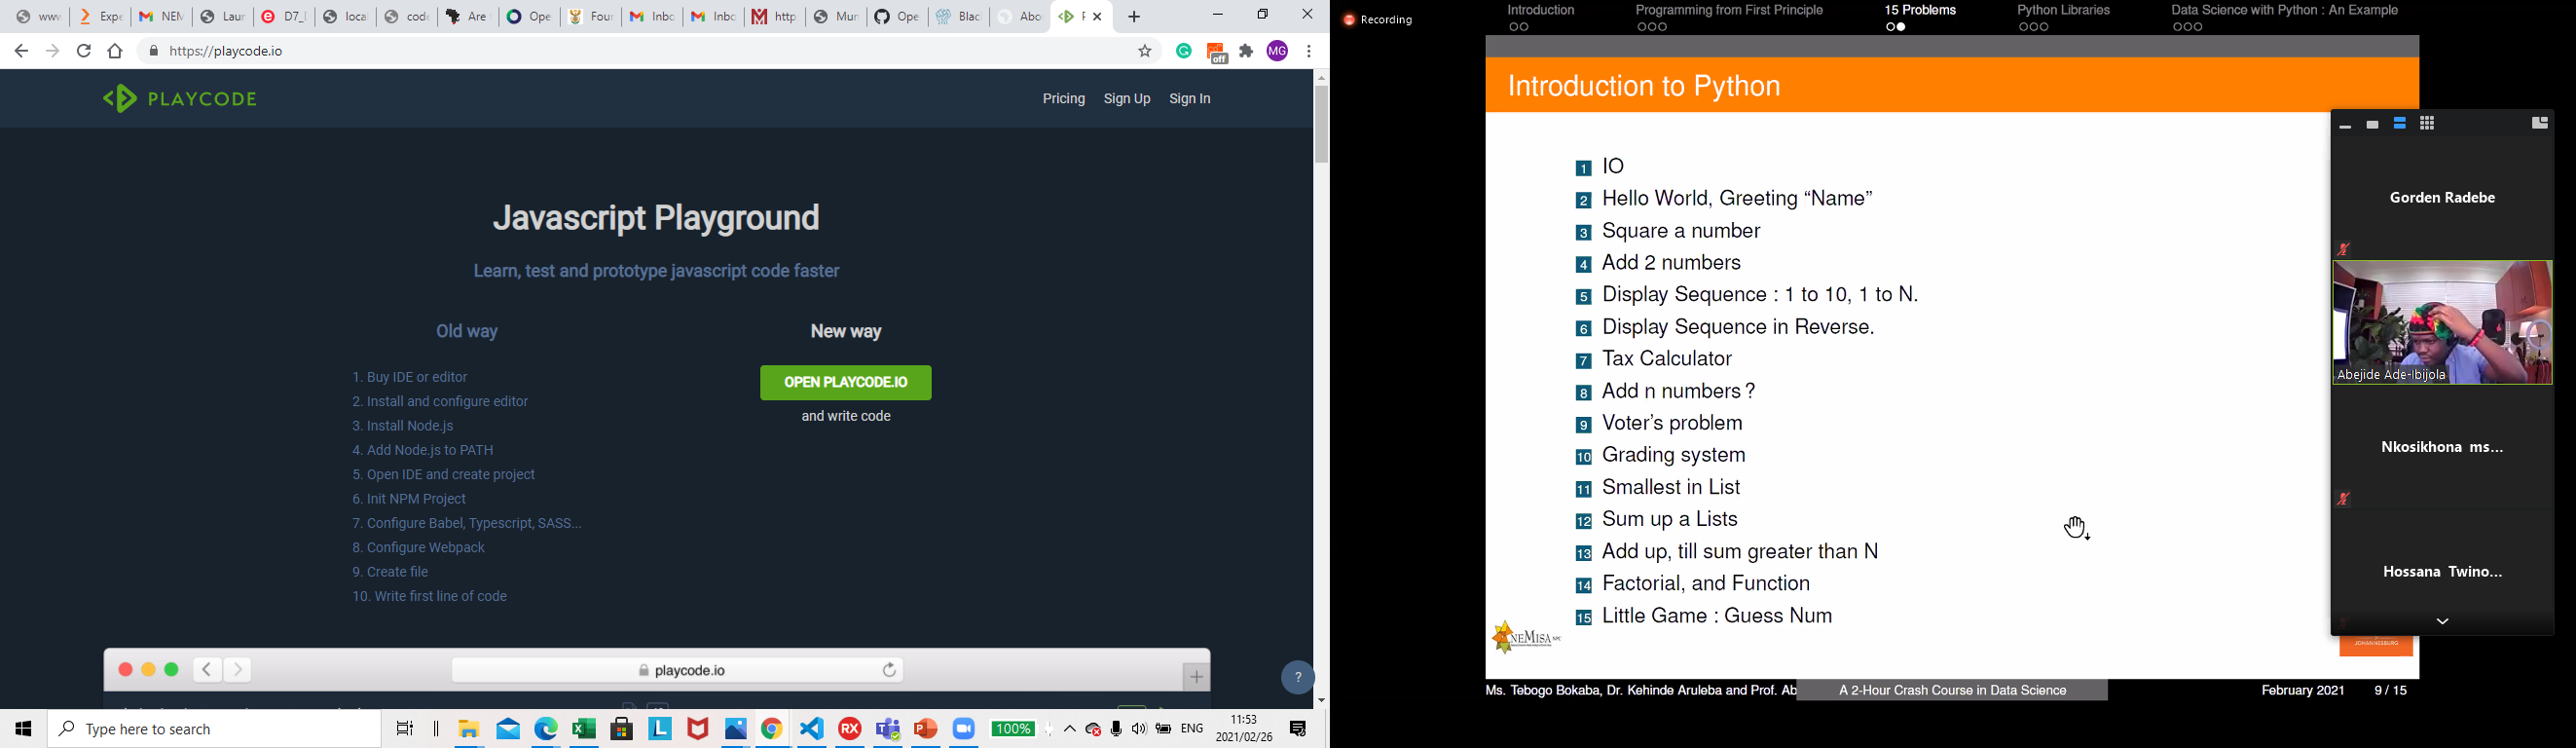 www
Expe
NEM
Laur
D7_I
loca
code
Are
Ope
Four
Inbo
Inbo
http
Mur
Ope
Blac
Abo
https://playcode.io
off
MG
PLAYCODE
Pricing Sign Up Sign In
Javascript Playground
Learn, test and prototype javascript code faster
Old way
1. Buy IDE or editor
2. Install and configure editor
3. Install Node.js
4. Add Node.js to PATH
5. Open IDE and create project
6. Init NPM Project
7. Configure Babel, Typescript, SASS...
8. Configure Webpack
9. Create file
10. Write first line of code
New way
OPEN PLAYCODE.IO
and write code
playcode.io
?
Type here to search
100%
ENG
11:53
2021/02/26
Recording
Introduction
Programming from First Principle
15 Problems
Python Libraries
Data Science with Python : An Example
Introduction to Python
1 IO
2 Hello World, Greeting “Name”
3 Square a number
4 Add 2 numbers
5 Display Sequence : 1 to 10, 1 to N.
6 Display Sequence in Reverse.
7 Tax Calculator
8 Add n numbers ?
9 Voter’s problem
10 Grading system
11 Smallest in List
12 Sum up a Lists
13 Add up, till sum greater than N
14 Factorial, and Function
15 Little Game : Guess Num
NEMISA NPC
Gorden Radebe
Abejide Ade-Ibijola
Nkosikhona ms...
Hossana Twino...
JOHANNESBURG
Ms. Tebogo Bokaba, Dr. Kehinde Aruleba and Prof. Ab
A 2-Hour Crash Course in Data Science
February 2021 9 / 15